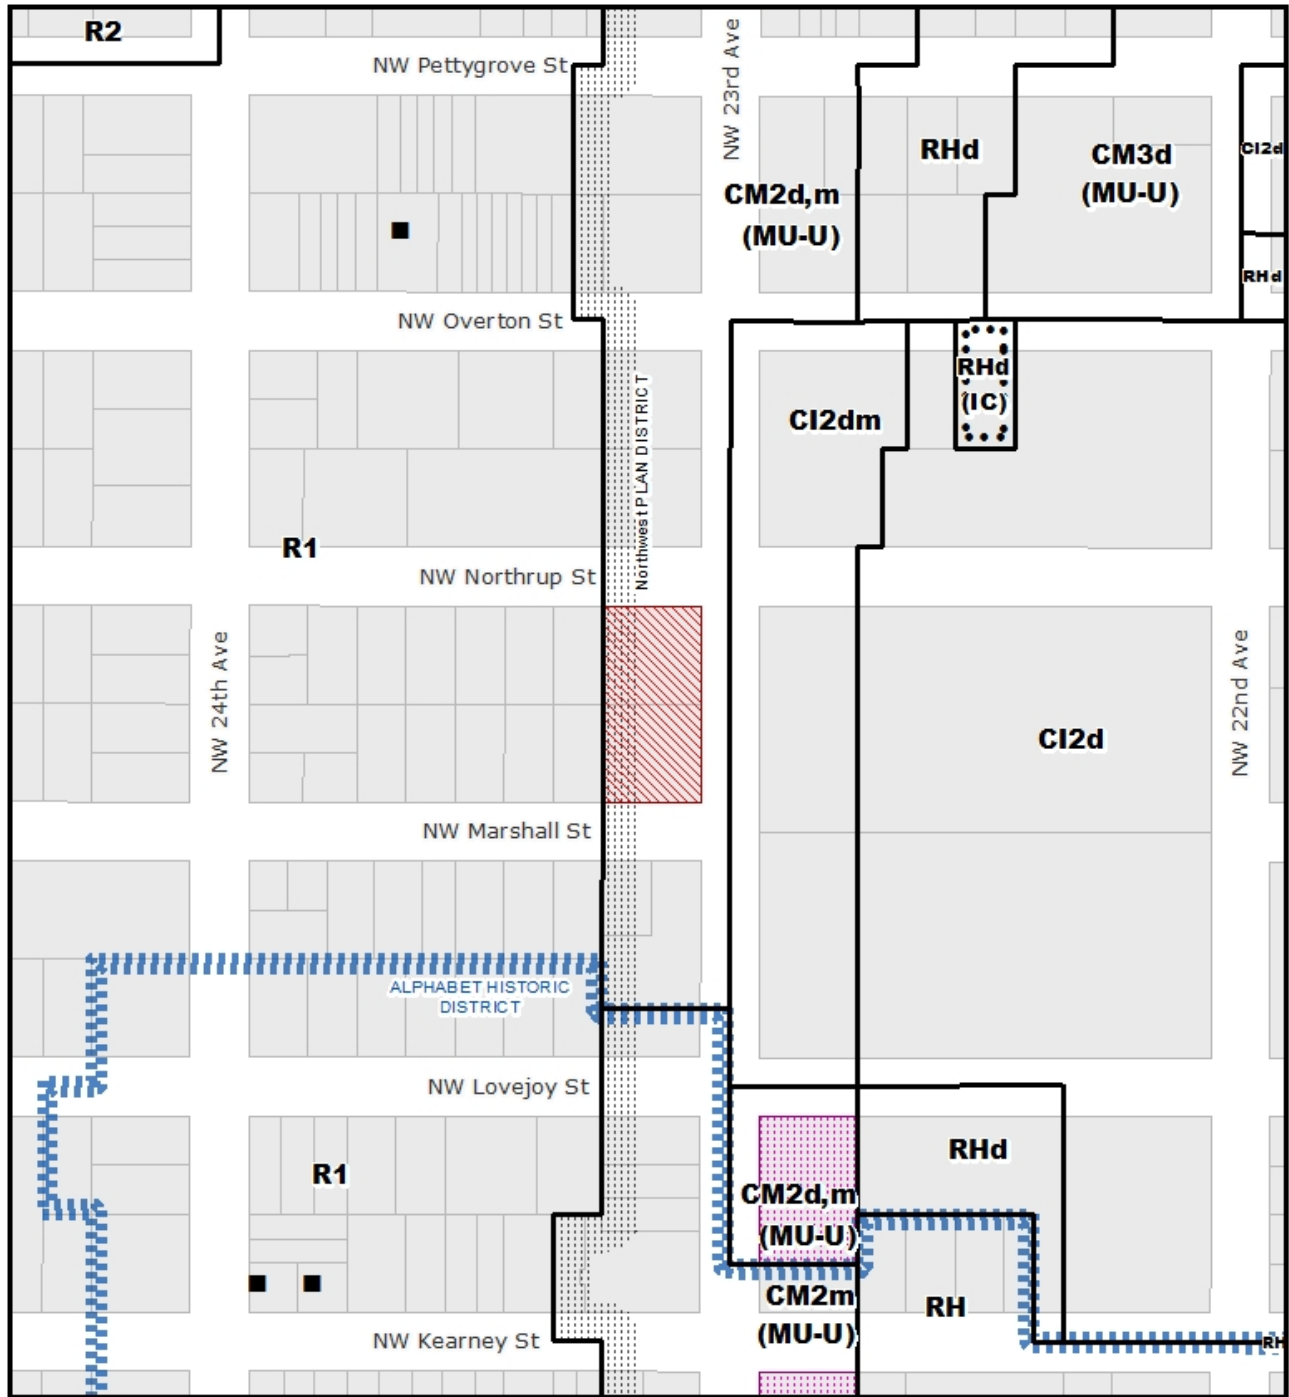 R2
NW Pettygrove St
NW 23rd Ave
RHd
CM3d
(MU-U)
CI2d
CM2d,m
(MU-U)
RHd
NW Overton St
RHd
(IC)
CI2dm
Northwest PLAN DISTRICT
R1
NW Northrup St
NW 24th Ave
NW 22nd Ave
CI2d
NW Marshall St
ALPHABET HISTORIC
DISTRICT
NW Lovejoy St
RHd
R1
CM2d,m
(MU-U)
CM2m
(MU-U)
RH
NW Kearney St
RH